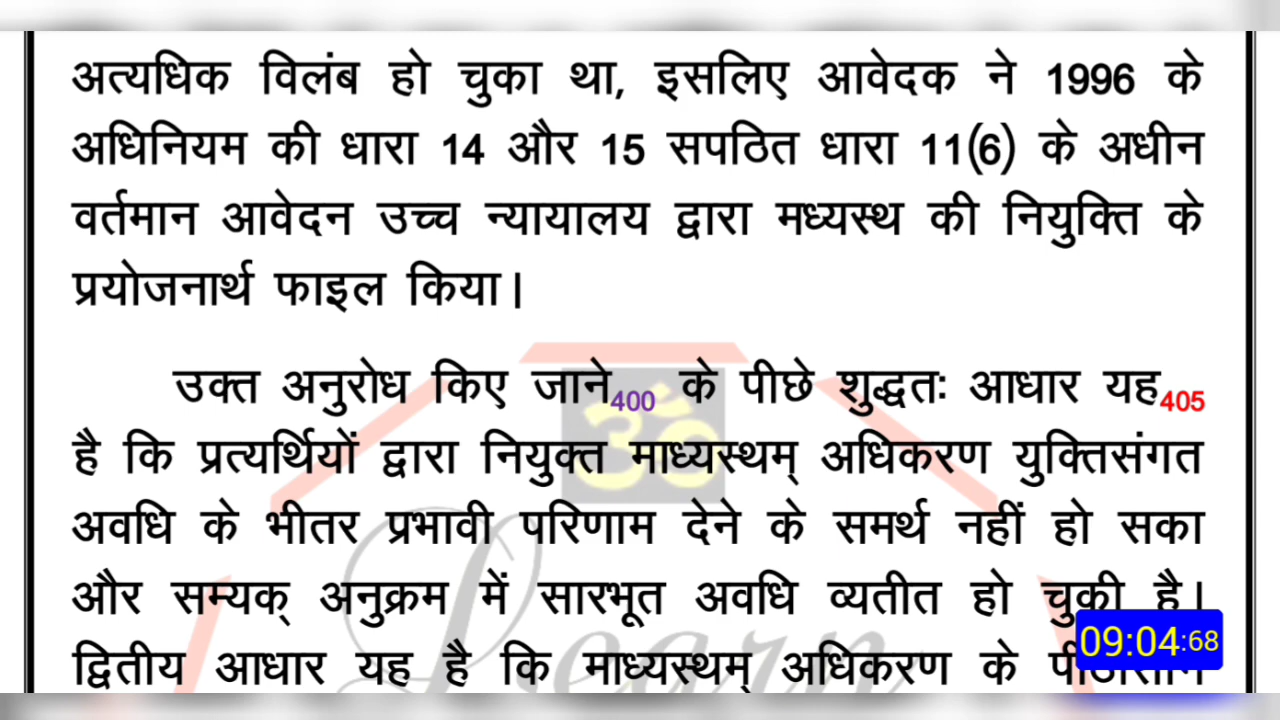 अत्यधिक विलंब हो चुका था, इसलिए आवेदक ने 1996 के
अधिनियम की धारा 14 और 15 सपठित धारा 11(6) के अधीन
वर्तमान आवेदन उच्च न्यायालय द्वारा मध्यस्थ की नियुक्ति के
प्रयोजनार्थ फाइल किया।
उक्त अनुरोध किए जाने400 के पीछे शुद्धतः आधार यह405
है कि प्रत्यर्थियों द्वारा नियुक्त माध्यस्थम् अधिकरण युक्तिसंगत
अवधि के भीतर प्रभावी परिणाम देने के समर्थ नहीं हो सका
और सम्यक् अनुक्रम में सारभूत अवधि व्यतीत हो चुकी है।
द्वितीय आधार यह है कि माध्यस्थम् अधिकरण के
09:04:68
ॐ
Learn